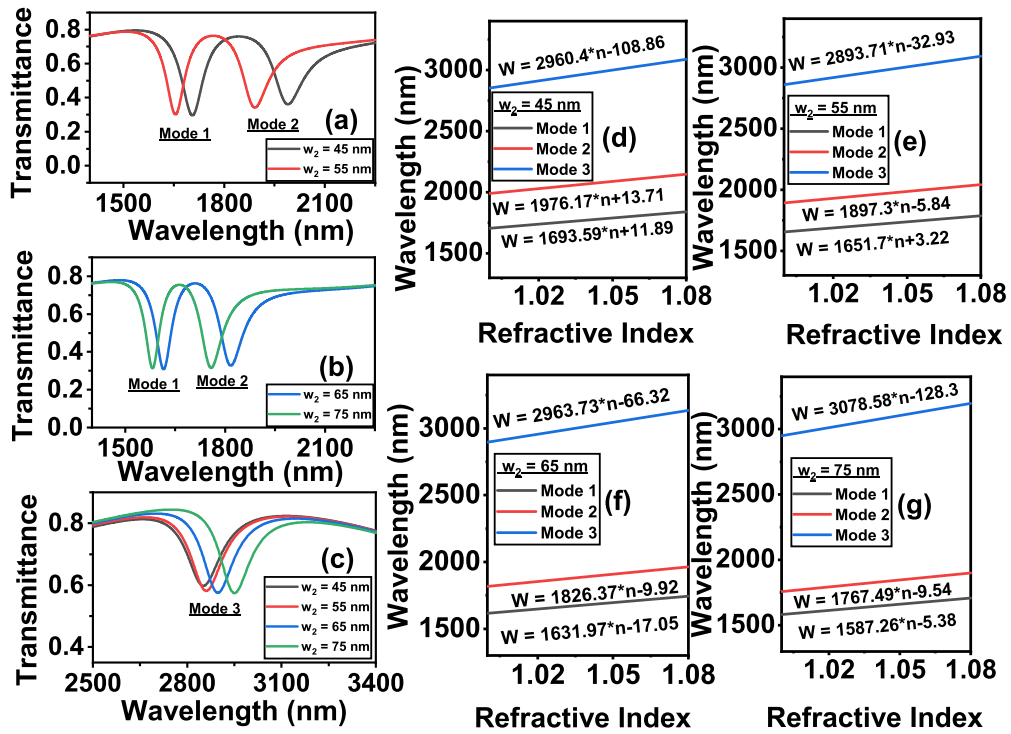 Transmittance
0.8
0.6
0.4
0.2
0.0
Mode 1
Mode 2
(a)
w2 = 45 nm
w2 = 55 nm
1500
1800
2100
Wavelength (nm)
Transmittance
0.8
0.6
0.4
0.2
0.0
Mode 1
Mode 2
(b)
w2 = 65 nm
w2 = 75 nm
1500
1800
2100
Wavelength (nm)
Transmittance
0.8
0.6
0.4
Mode 3
(c)
w2 = 45 nm
w2 = 55 nm
w2 = 65 nm
w2 = 75 nm
2500
2800
3100
3400
Wavelength (nm)
Wavelength (nm)
3000
2500
2000
1500
W = 2960.4*n-108.86
w2 = 45 nm
Mode 1
Mode 2
Mode 3
(d)
W = 1976.17*n+13.71
W = 1693.59*n+11.89
1.02
1.05
1.08
Refractive Index
Wavelength (nm)
3000
2500
2000
1500
W = 2893.71*n-32.93
w2 = 55 nm
Mode 1
Mode 2
Mode 3
(e)
W = 1897.3*n-5.84
W = 1651.7*n+3.22
1.02
1.05
1.08
Refractive Index
Wavelength (nm)
3000
2500
2000
1500
W = 2963.73*n-66.32
w2 = 65 nm
Mode 1
Mode 2
Mode 3
(f)
W = 1826.37*n-9.92
W = 1631.97*n-17.05
1.02
1.05
1.08
Refractive Index
Wavelength (nm)
3000
2500
2000
1500
W = 3078.58*n-128.3
w2 = 75 nm
Mode 1
Mode 2
Mode 3
(g)
W = 1767.49*n-9.54
W = 1587.26*n-5.38
1.02
1.05
1.08
Refractive Index